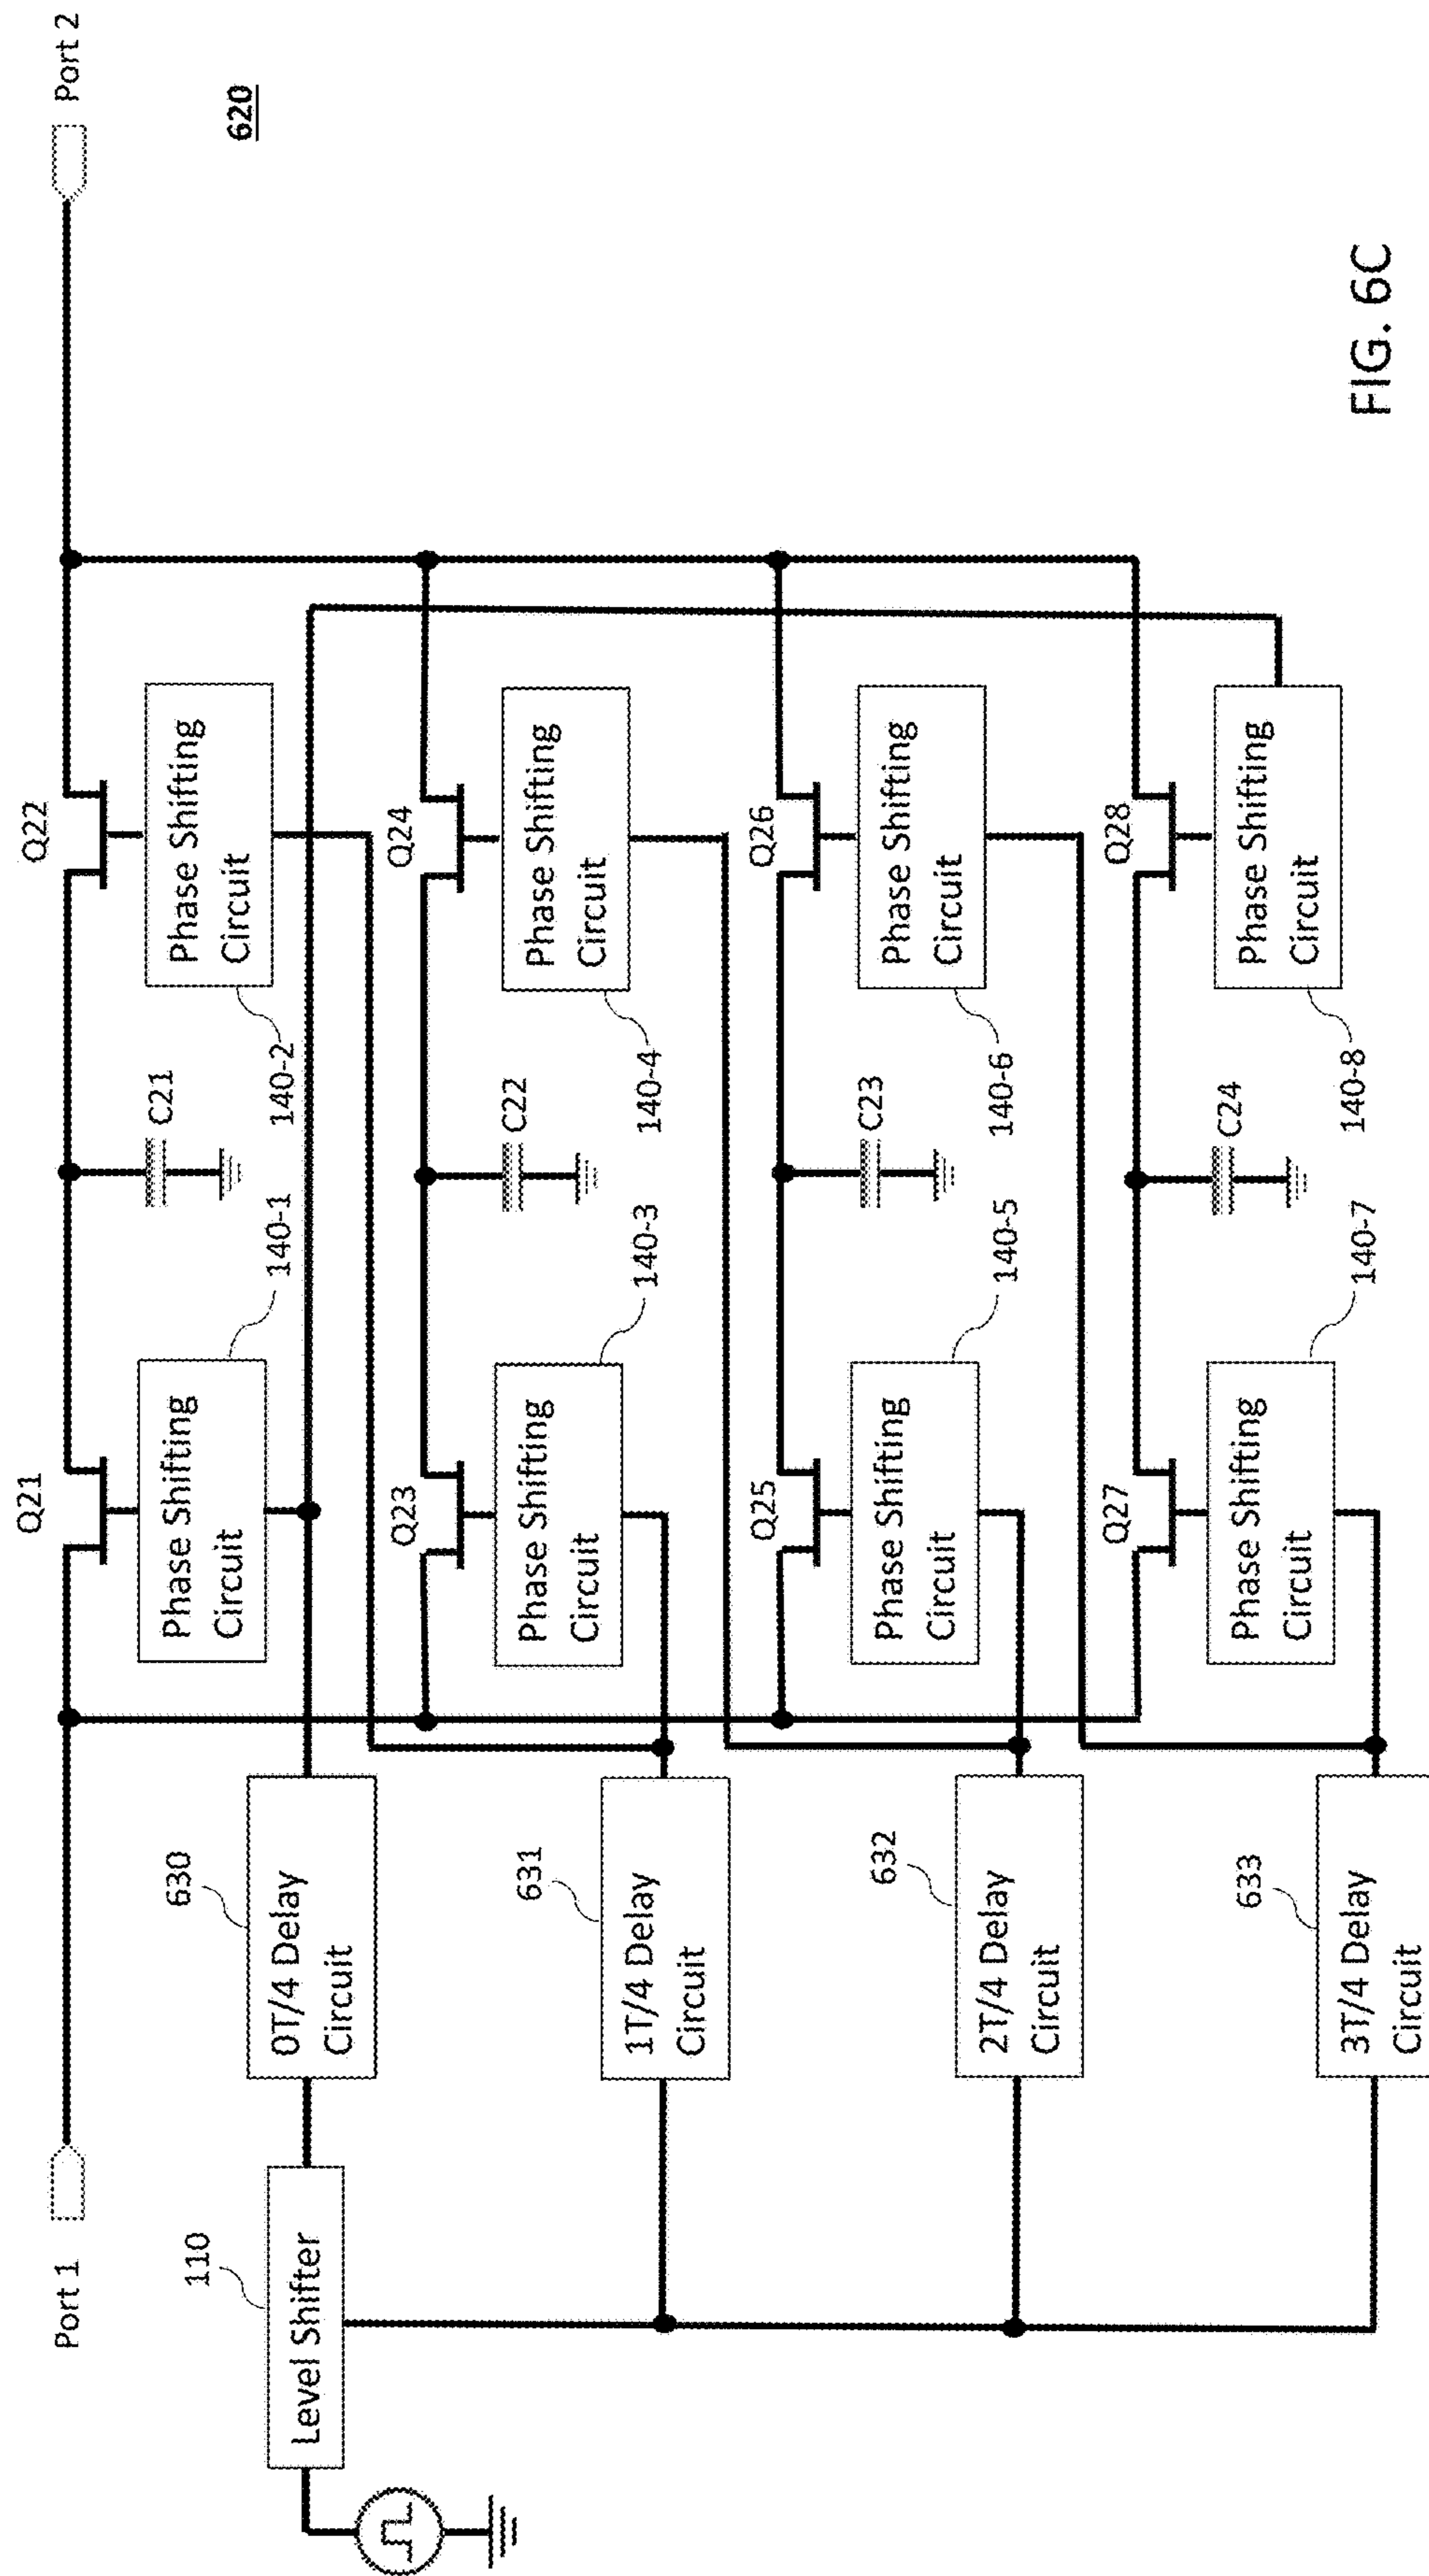 Port 1
Port 2
620
Q21
Q22
Phase Shifting
Circuit
140-1
C21
Phase Shifting
Circuit
140-2
110
Level Shifter
630
0T/4 Delay
Circuit
Q23
Q24
Phase Shifting
Circuit
140-3
C22
Phase Shifting
Circuit
140-4
631
1T/4 Delay
Circuit
Q25
Q26
Phase Shifting
Circuit
140-5
C23
Phase Shifting
Circuit
140-6
632
2T/4 Delay
Circuit
Q27
Q28
Phase Shifting
Circuit
140-7
C24
Phase Shifting
Circuit
140-8
633
3T/4 Delay
Circuit
FIG. 6C